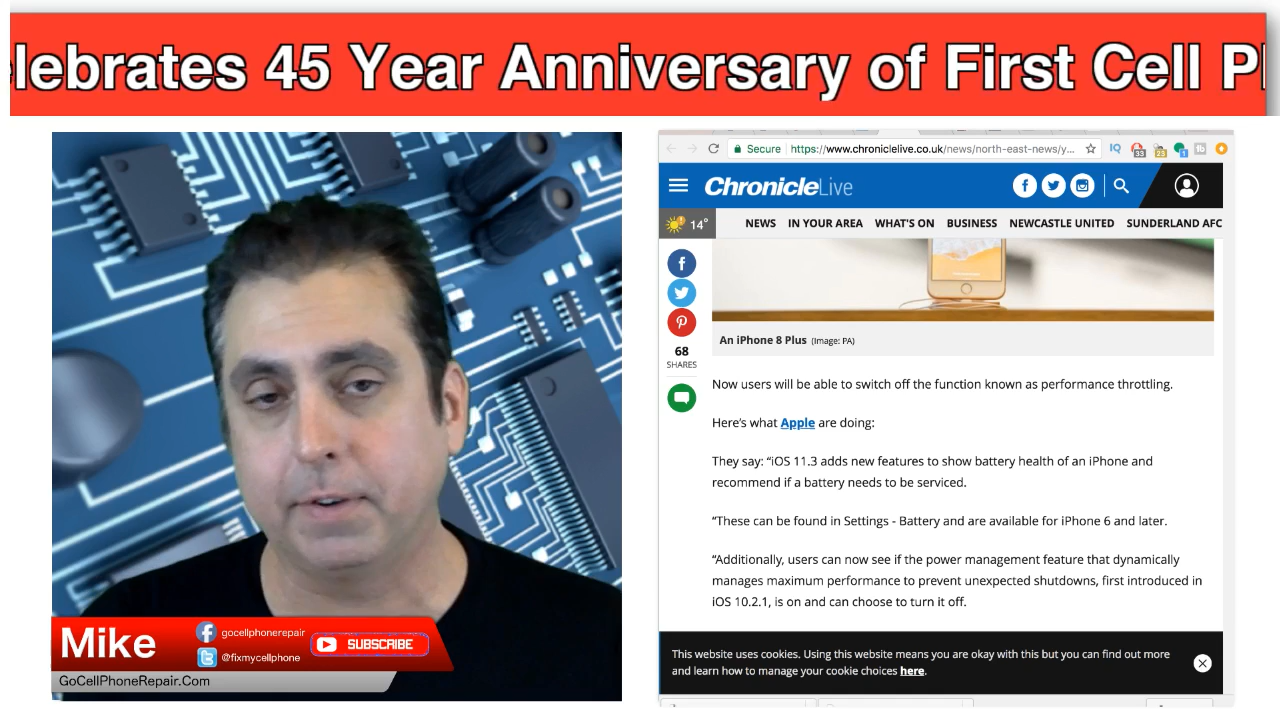 lebrates 45 Year Anniversary of First Cell P
Mike
gocellphonerepair
@fixmycellphone
SUBSCRIBE
GoCellPhoneRepair.Com
Secure | https://www.chroniclelive.co.uk/news/north-east-news/y...
IQ
33
23
1
ChronicleLive
14°
NEWS IN YOUR AREA WHAT'S ON BUSINESS NEWCASTLE UNITED SUNDERLAND AFC
An iPhone 8 Plus (Image: PA)
68
SHARES
Now users will be able to switch off the function known as performance throttling.
Here's what Apple are doing:
They say: “iOS 11.3 adds new features to show battery health of an iPhone and
recommend if a battery needs to be serviced.
“These can be found in Settings - Battery and are available for iPhone 6 and later.
“Additionally, users can now see if the power management feature that dynamically
manages maximum performance to prevent unexpected shutdowns, first introduced in
iOS 10.2.1, is on and can choose to turn it off.
This website uses cookies. Using this website means you are okay with this but you can find out more
and learn how to manage your cookie choices here.